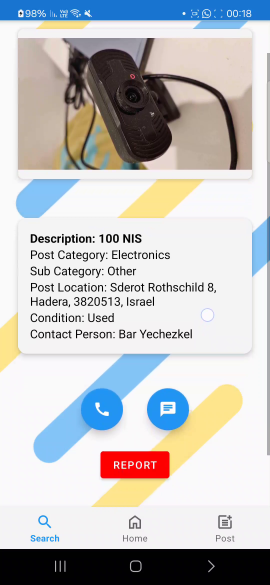 98%
00:18
Description: 100 NIS
Post Category: Electronics
Sub Category: Other
Post Location: Sderot Rothschild 8,
Hadera, 3820513, Israel
Condition: Used
Contact Person: Bar Yechezkel
REPORT
Search
Home
Post